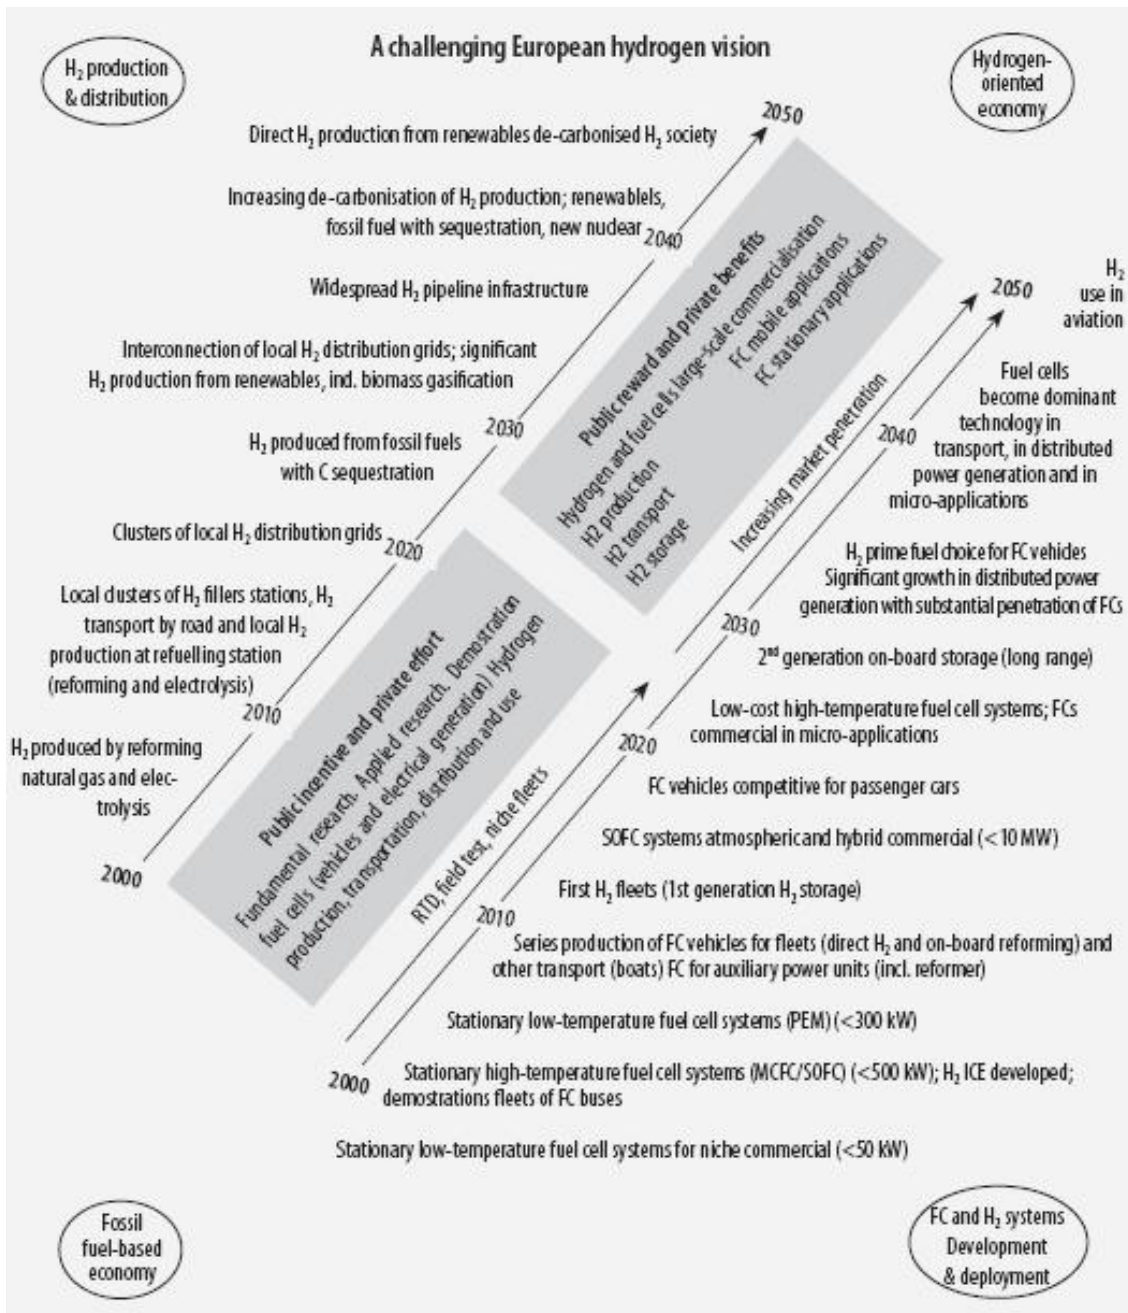 A challenging European hydrogen vision
H₂ production
& distribution
Hydrogen-
oriented
economy
2050
Direct H₂ production from renewables de-carbonised H₂ society
Increasing de-carbonisation of H₂ production; renewablels,
fossil fuel with sequestration, new nuclear
2040
Widespread H₂ pipeline infrastructure
Interconnection of local H₂ distribution grids; significant
H₂ production from renewables, ind. biomass gasification
2030
H₂ produced from fossil fuels
with C sequestration
Clusters of local H₂ distribution grids
2020
Local clusters of H₂ fillers stations, H₂
transport by road and local H₂
production at refuelling station
(reforming and electrolysis)
2010
H₂ produced by reforming
natural gas and elec-
trolysis
2000
Public reward and private benefits
Hydrogen and fuel cells large-scale commercialisation
H2 production
FC mobile applications
H2 transport
FC stationary applications
H2 storage
Public incentive and private effort
Fundamental research. Applied research. Demostration
fuel cells (vehicles and electrical generation) Hydrogen
production, transportation, distribution and use
RTD, field test, niche fleets
Increasing market penetration
2050
H₂
use in
aviation
Fuel cells
become dominant
technology in
transport, in distributed
power generation and in
micro-applications
2040
H₂ prime fuel choice for FC vehicles
Significant growth in distributed power
generation with substantial penetration of FCs
2030
2nd generation on-board storage (long range)
Low-cost high-temperature fuel cell systems; FCs
commercial in micro-applications
2020
FC vehicles competitive for passenger cars
SOFC systems atmospheric and hybrid commercial (<10 MW)
First H₂ fleets (1st generation H₂ storage)
2010
Series production of FC vehicles for fleets (direct H₂ and on-board reforming) and
other transport (boats) FC for auxiliary power units (incl. reformer)
Stationary low-temperature fuel cell systems (PEM) (<300 kW)
2000
Stationary high-temperature fuel cell systems (MCFC/SOFC) (<500 kW); H₂ ICE developed;
demostrations fleets of FC buses
Stationary low-temperature fuel cell systems for niche commercial (<50 kW)
Fossil
fuel-based
economy
FC and H₂ systems
Development
& deployment